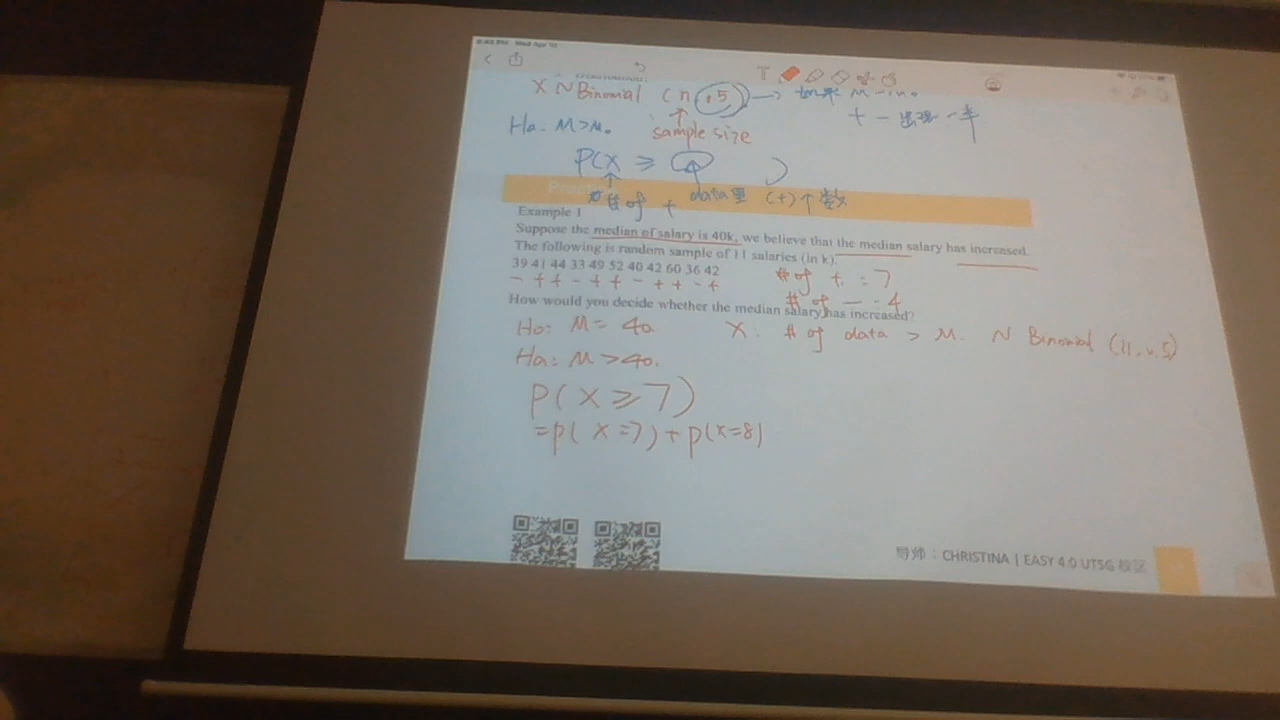 X ~ Binomial (n, .5) → 如果 M = m₀
+ - 出现一半
Ha: M > M₀
sample size
P(X ≥ )
# of + data里 (+)个数
Example 1
Suppose the median of salary is 40k, we believe that the median salary has increased.
The following is random sample of 11 salaries (in k).
39 41 44 33 49 52 40 42 60 36 42
- + + - + + - + + - +
# of + = 7
# of - = 4
How would you decide whether the median salary has increased?
Ho: M = 40
X: # of data > M. ~ Binomial (11, 0.5)
Ha: M > 40.
P(X ≥ 7)
= P(X = 7) + P(X = 8)
导师：CHRISTINA | EASY 4.0 UTSG 校区